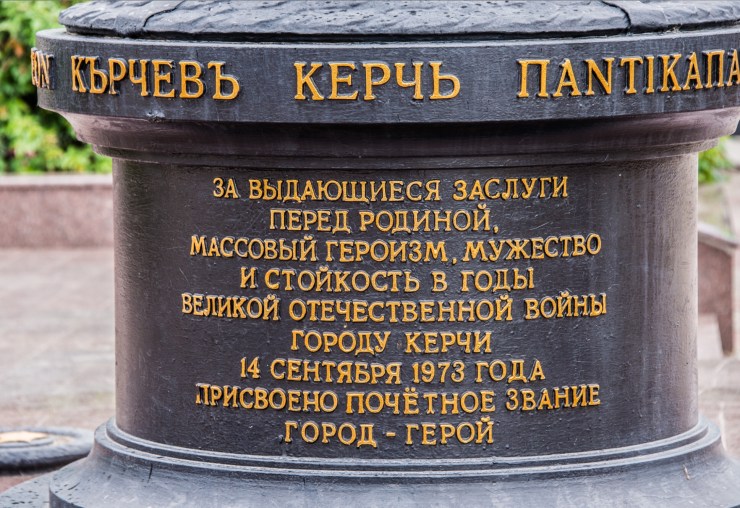 КЪРЧЕВЪ КЕРЧЬ
ЗА ВЫДАЮЩИЕСЯ ЗАСЛУГИ
ПЕРЕД РОДИНОЙ,
МАССОВЫЙ ГЕРОИЗМ, МУЖЕСТВО
И СТОЙКОСТЬ В ГОДЫ
ВЕЛИКОЙ ОТЕЧЕСТВЕННОЙ ВОЙНЫ
ГОРОДУ КЕРЧИ
14 СЕНТЯБРЯ 1973 ГОДА
ПРИСВОЕНО ПОЧЁТНОЕ ЗВАНИЕ
ГОРОД - ГЕРОЙ